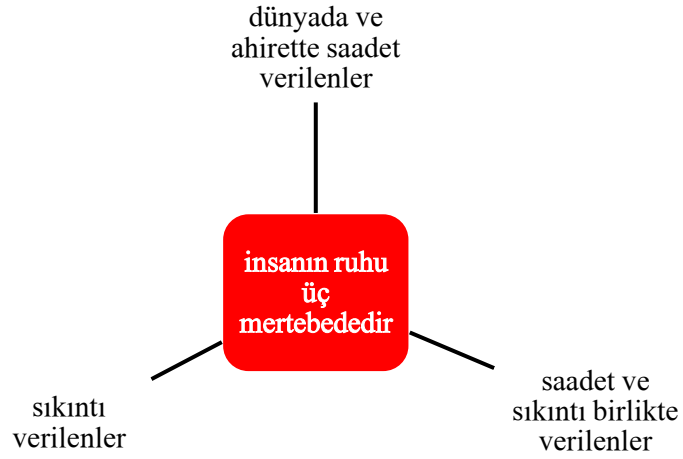 dünyada ve
ahirette saadet
verilenler
insanın ruhu
üç
mertebededir
sıkıntı
verilenler
saadet ve
sıkıntı birlikte
verilenler